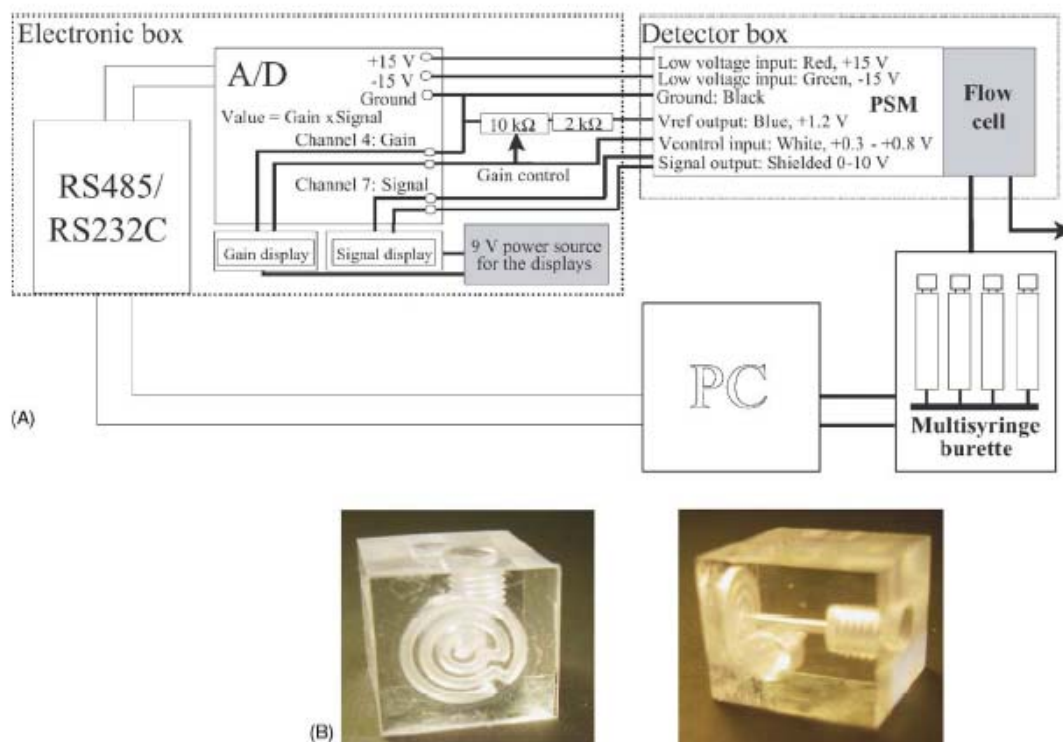 Electronic box
A/D
+15 V
-15 V
Ground
Value = Gain xSignal
Channel 4: Gain
10 kΩ
2 kΩ
Gain control
Channel 7: Signal
RS485/
RS232C
Gain display
Signal display
9 V power source
for the displays
Detector box
Low voltage input: Red, +15 V
Low voltage input: Green, -15 V
Ground: Black
PSM
Vref output: Blue, +1.2 V
Vcontrol input: White, +0.3 - +0.8 V
Signal output: Shielded 0-10 V
Flow
cell
PC
Multisyringe
burette
(A)
(B)